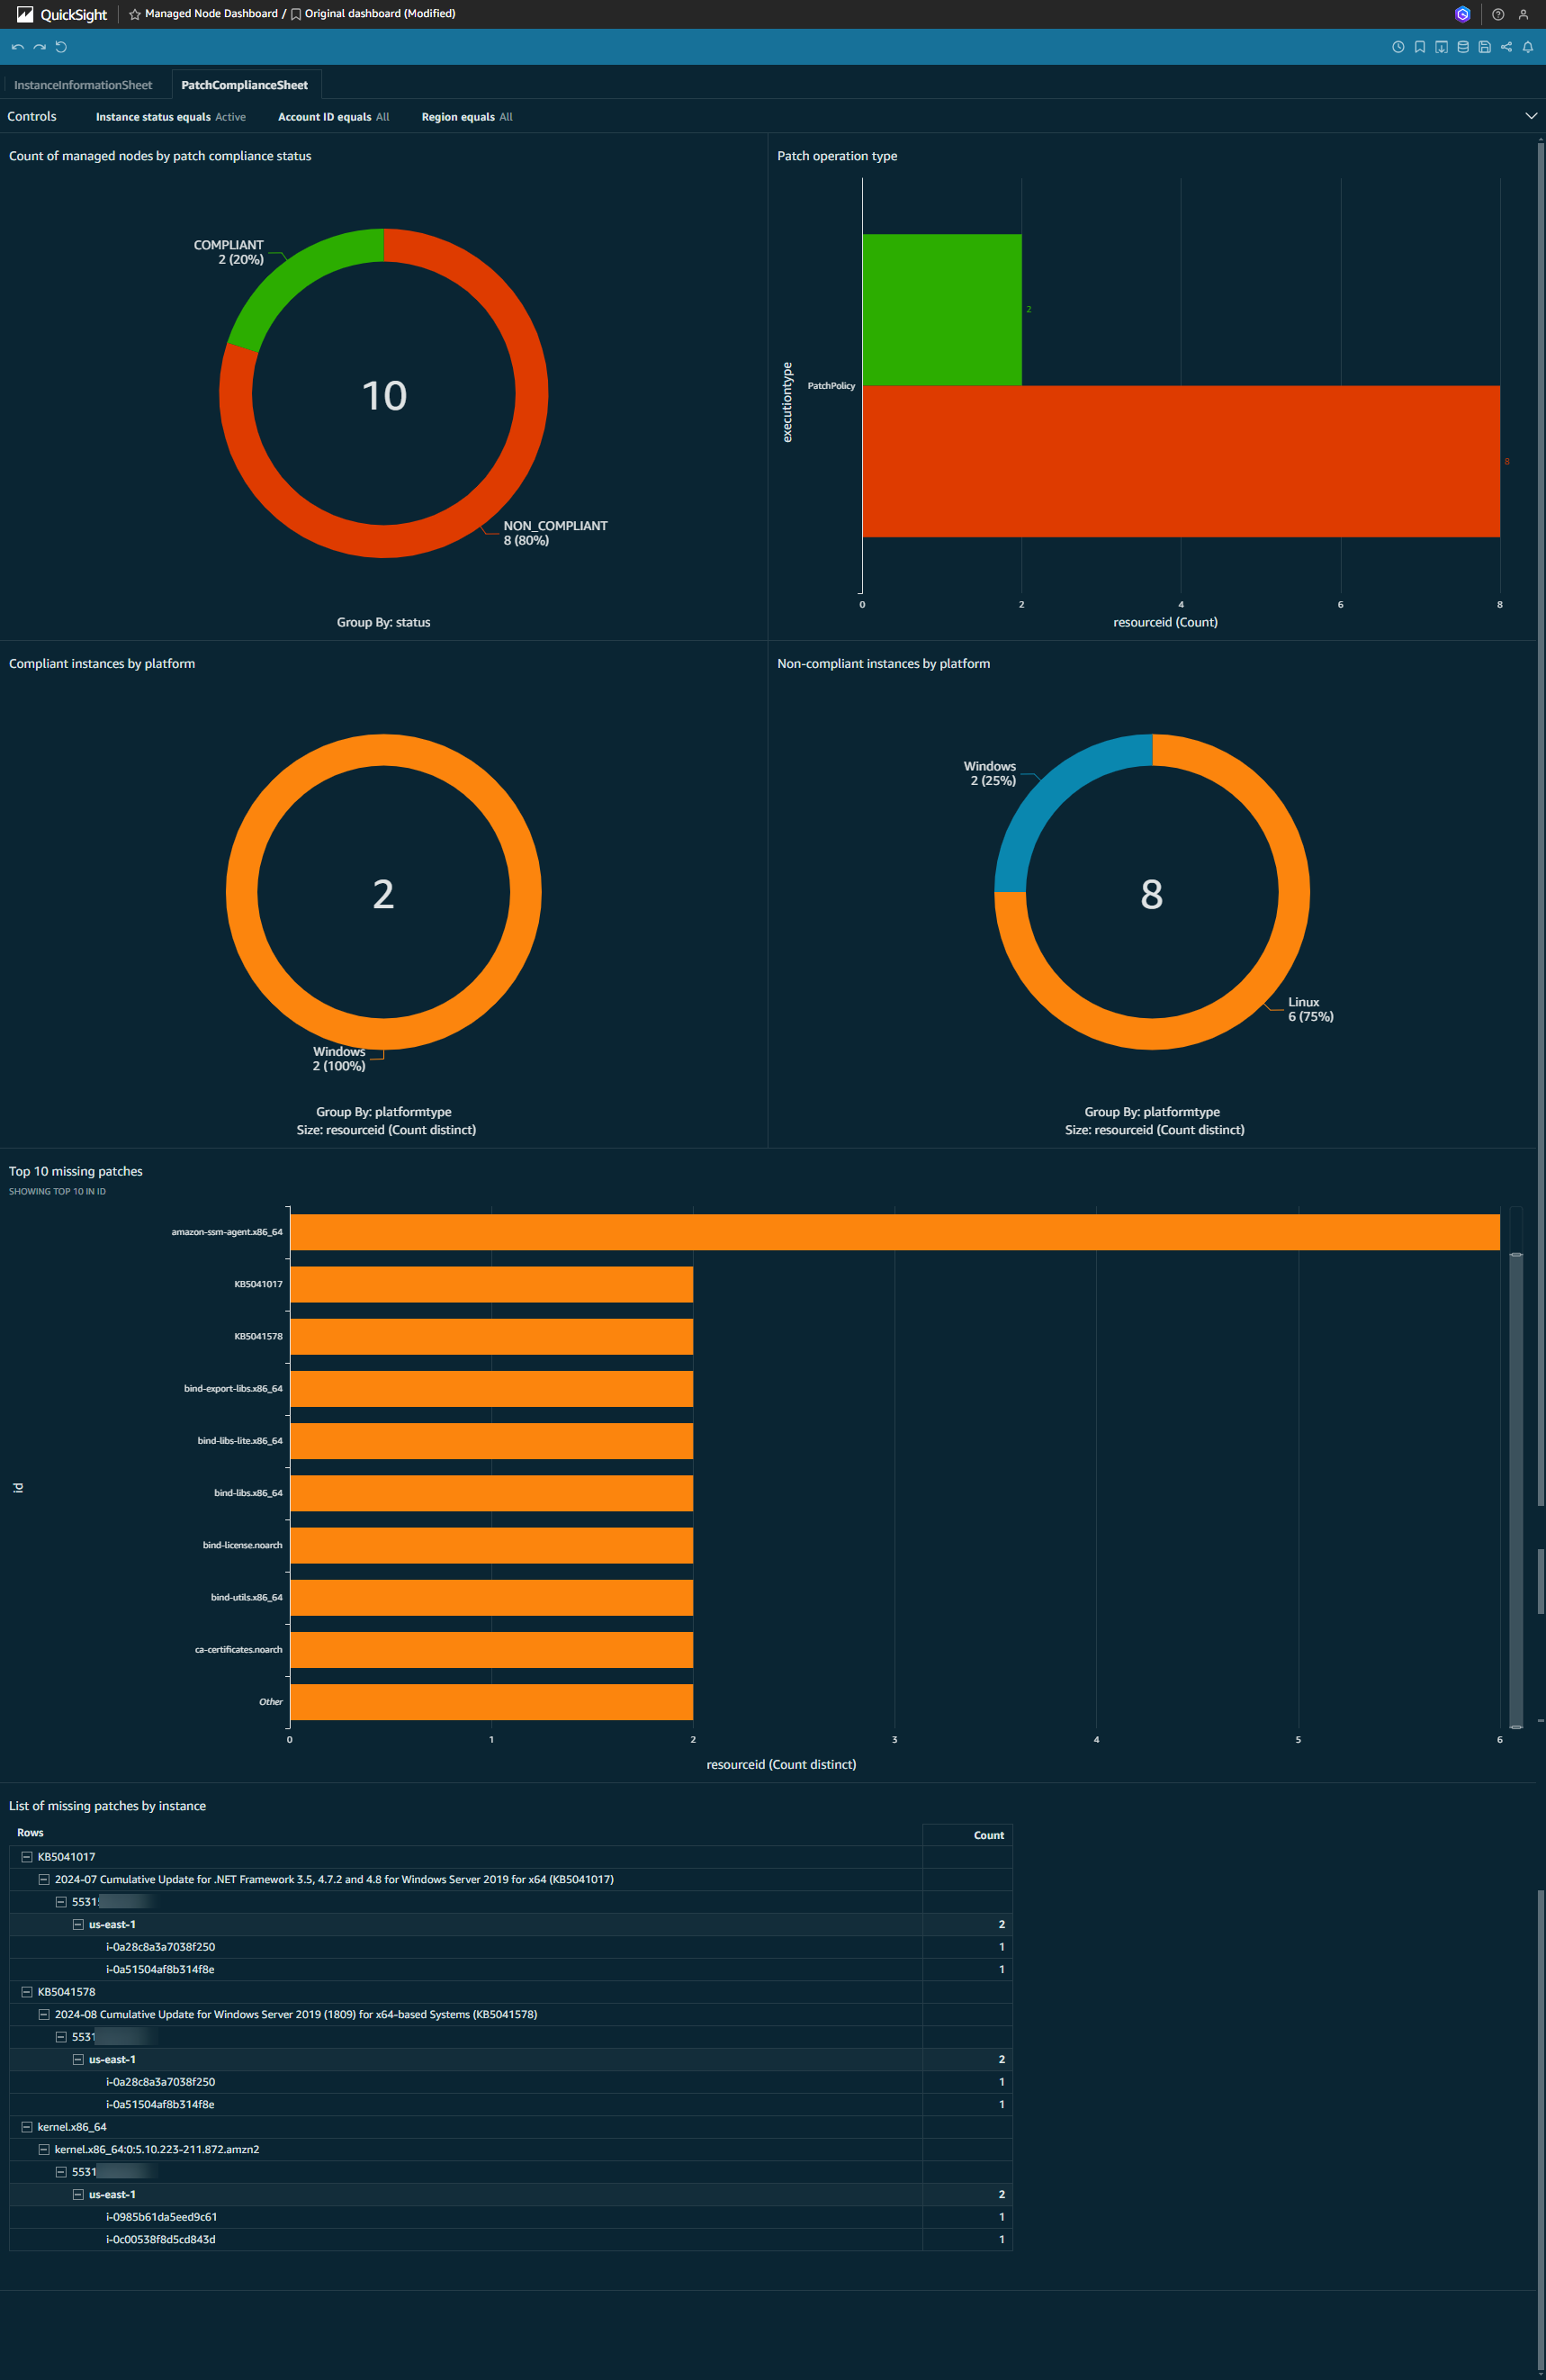 QuickSight
Managed Node Dashboard / Original dashboard (Modified)
InstanceInformationSheet
PatchComplianceSheet
Controls
Instance status equals Active
Account ID equals All
Region equals All
Count of managed nodes by patch compliance status
COMPLIANT
2 (20%)
10
NON_COMPLIANT
8 (80%)
Group By: status
Patch operation type
executiontype
PatchPolicy
2
8
0
2
4
6
8
resourceid (Count)
Compliant instances by platform
2
Windows
2 (100%)
Group By: platformtype
Size: resourceid (Count distinct)
Non-compliant instances by platform
Windows
2 (25%)
8
Linux
6 (75%)
Group By: platformtype
Size: resourceid (Count distinct)
Top 10 missing patches
SHOWING TOP 10 IN ID
id
amazon-ssm-agent.x86_64
KB5041017
KB5041578
bind-export-libs.x86_64
bind-libs-lite.x86_64
bind-libs.x86_64
bind-license.noarch
bind-utils.x86_64
ca-certificates.noarch
Other
0
1
2
3
4
5
6
resourceid (Count distinct)
List of missing patches by instance
Rows
Count
KB5041017
2024-07 Cumulative Update for .NET Framework 3.5, 4.7.2 and 4.8 for Windows Server 2019 for x64 (KB5041017)
5531
us-east-1 2
i-0a28c8a3a7038f250 1
i-0a51504af8b314f8e 1
KB5041578
2024-08 Cumulative Update for Windows Server 2019 (1809) for x64-based Systems (KB5041578)
5531
us-east-1 2
i-0a28c8a3a7038f250 1
i-0a51504af8b314f8e 1
kernel.x86_64
kernel.x86_64:0:5.10.223-211.872.amzn2
5531
us-east-1 2
i-0985b61da5eed9c61 1
i-0c00538f8d5cd843d 1